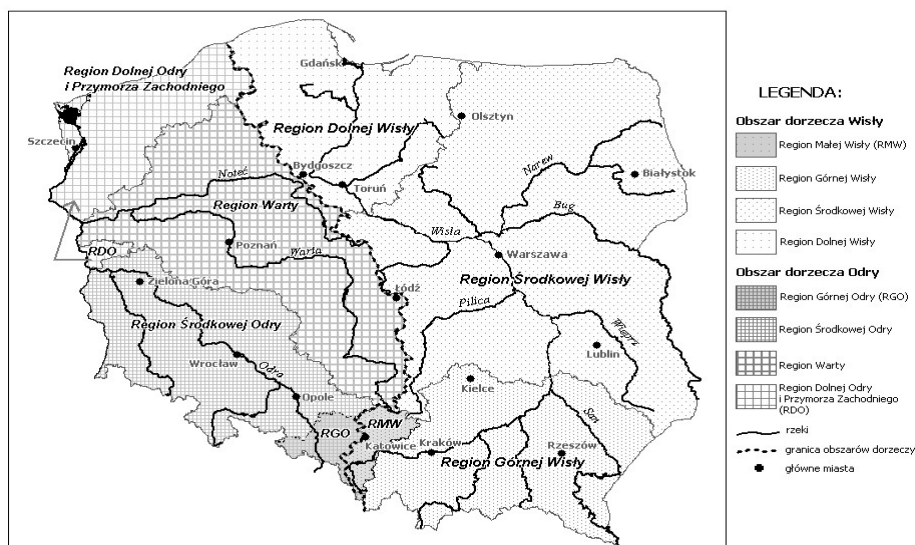 Region Dolnej Odry
i Przymorza Zachodniego
Gdańsk
Olsztyn
Szczecin
Region Dolnej Wisły
Bydgoszcz
Toruń
Noteć
Narew
Białystok
Region Warty
Bug
Wisła
Poznań
Warta
Warszawa
RDO
Zielona Góra
Łódź
Region Środkowej Wisły
Pilica
Region Środkowej Odry
Wieprz
Lublin
Wrocław
Odra
Kielce
Opole
San
RGO
RMW
Katowice
Kraków
Rzeszów
Region Górnej Wisły
LEGENDA:
Obszar dorzecza Wisły
Region Małej Wisły (RMW)
Region Górnej Wisły
Region Środkowej Wisły
Region Dolnej Wisły
Obszar dorzecza Odry
Region Górnej Odry (RGO)
Region Środkowej Odry
Region Warty
Region Dolnej Odry
i Przymorza Zachodniego
(RDO)
rzeki
granica obszarów dorzeczy
główne miasta